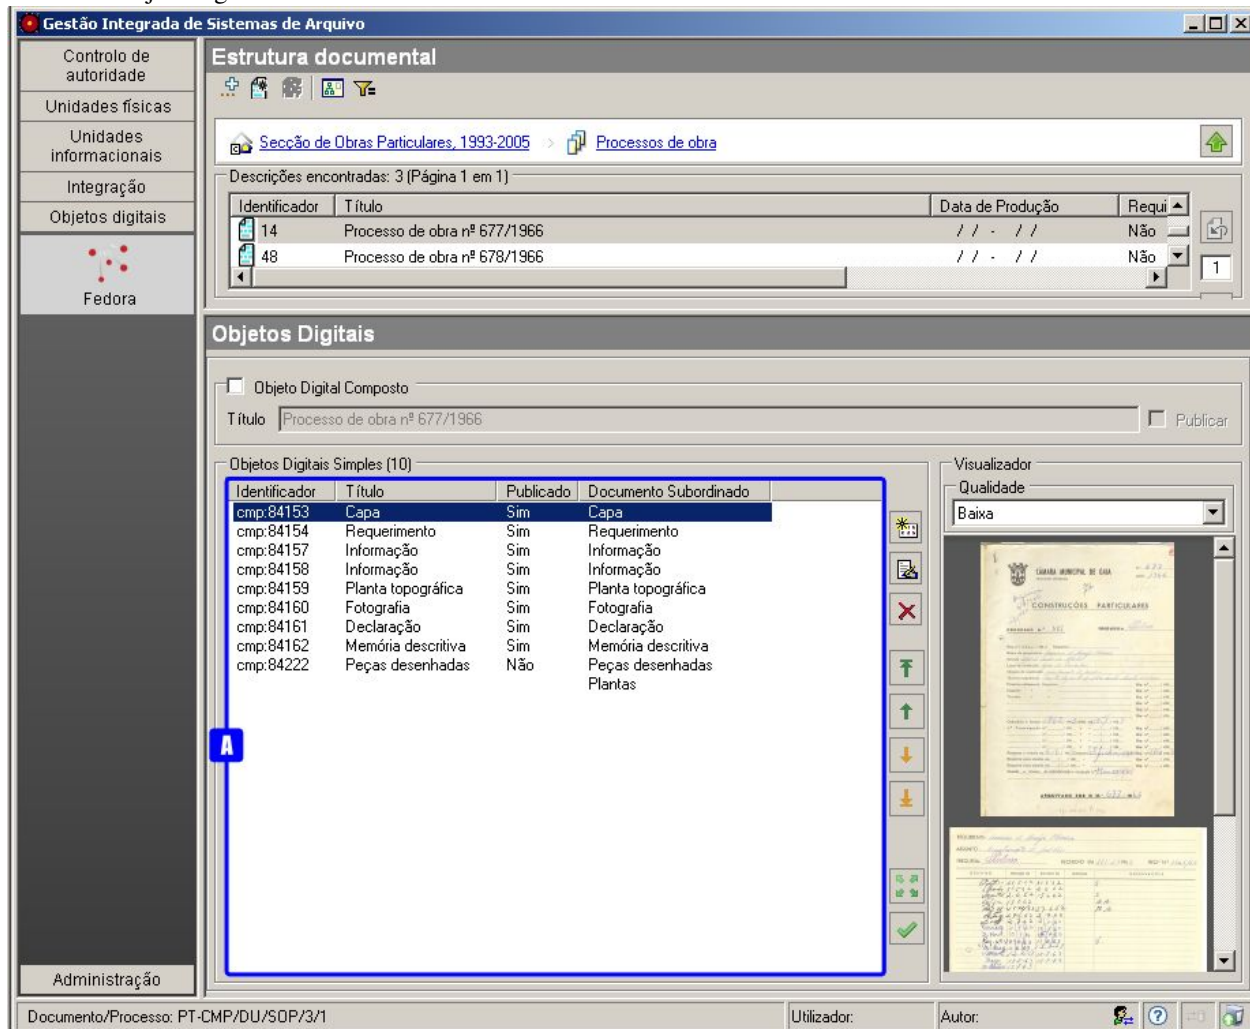 Gestão Integrada de Sistemas de Arquivo
Controlo de
autoridade
Unidades físicas
Unidades
informacionais
Integração
Objetos digitais
Fedora
Administração
Estrutura documental
Secção de Obras Particulares, 1993-2005 > Processos de obra
Descrições encontradas: 3 (Página 1 em 1)
Identificador Título Data de Produção Requi
14 Processo de obra nº 677/1966 / / - / / Não
48 Processo de obra nº 678/1966 / / - / / Não
1
Objetos Digitais
Objeto Digital Composto
Título Processo de obra nº 677/1966 Publicar
Objetos Digitais Simples (10)
Identificador Título Publicado Documento Subordinado
cmp:84153 Capa Sim Capa
cmp:84154 Requerimento Sim Requerimento
cmp:84157 Informação Sim Informação
cmp:84158 Informação Sim Informação
cmp:84159 Planta topográfica Sim Planta topográfica
cmp:84160 Fotografia Sim Fotografia
cmp:84161 Declaração Sim Declaração
cmp:84162 Memória descritiva Sim Memória descritiva
cmp:84222 Peças desenhadas Não Peças desenhadas
Plantas
A
Visualizador
Qualidade
Baixa
CONSTRUÇÕES PARTICULARES
Documento/Processo: PT-CMP/DU/SOP/3/1 Utilizador: Autor: